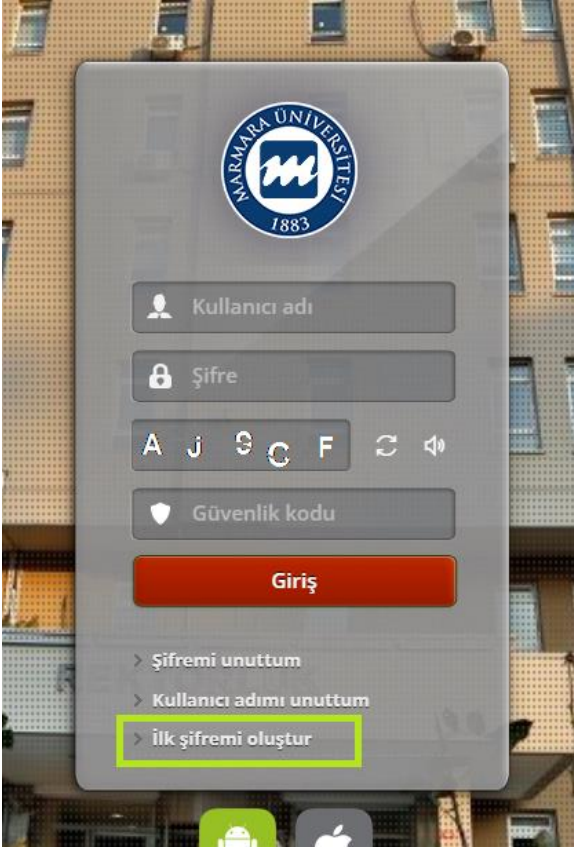 MARMARA ÜNİVERSİTESİ
1883
Kullanıcı adı
Şifre
A J S Ç F
Güvenlik kodu
Giriş
Şifremi unuttum
Kullanıcı adımı unuttum
İlk şifremi oluştur